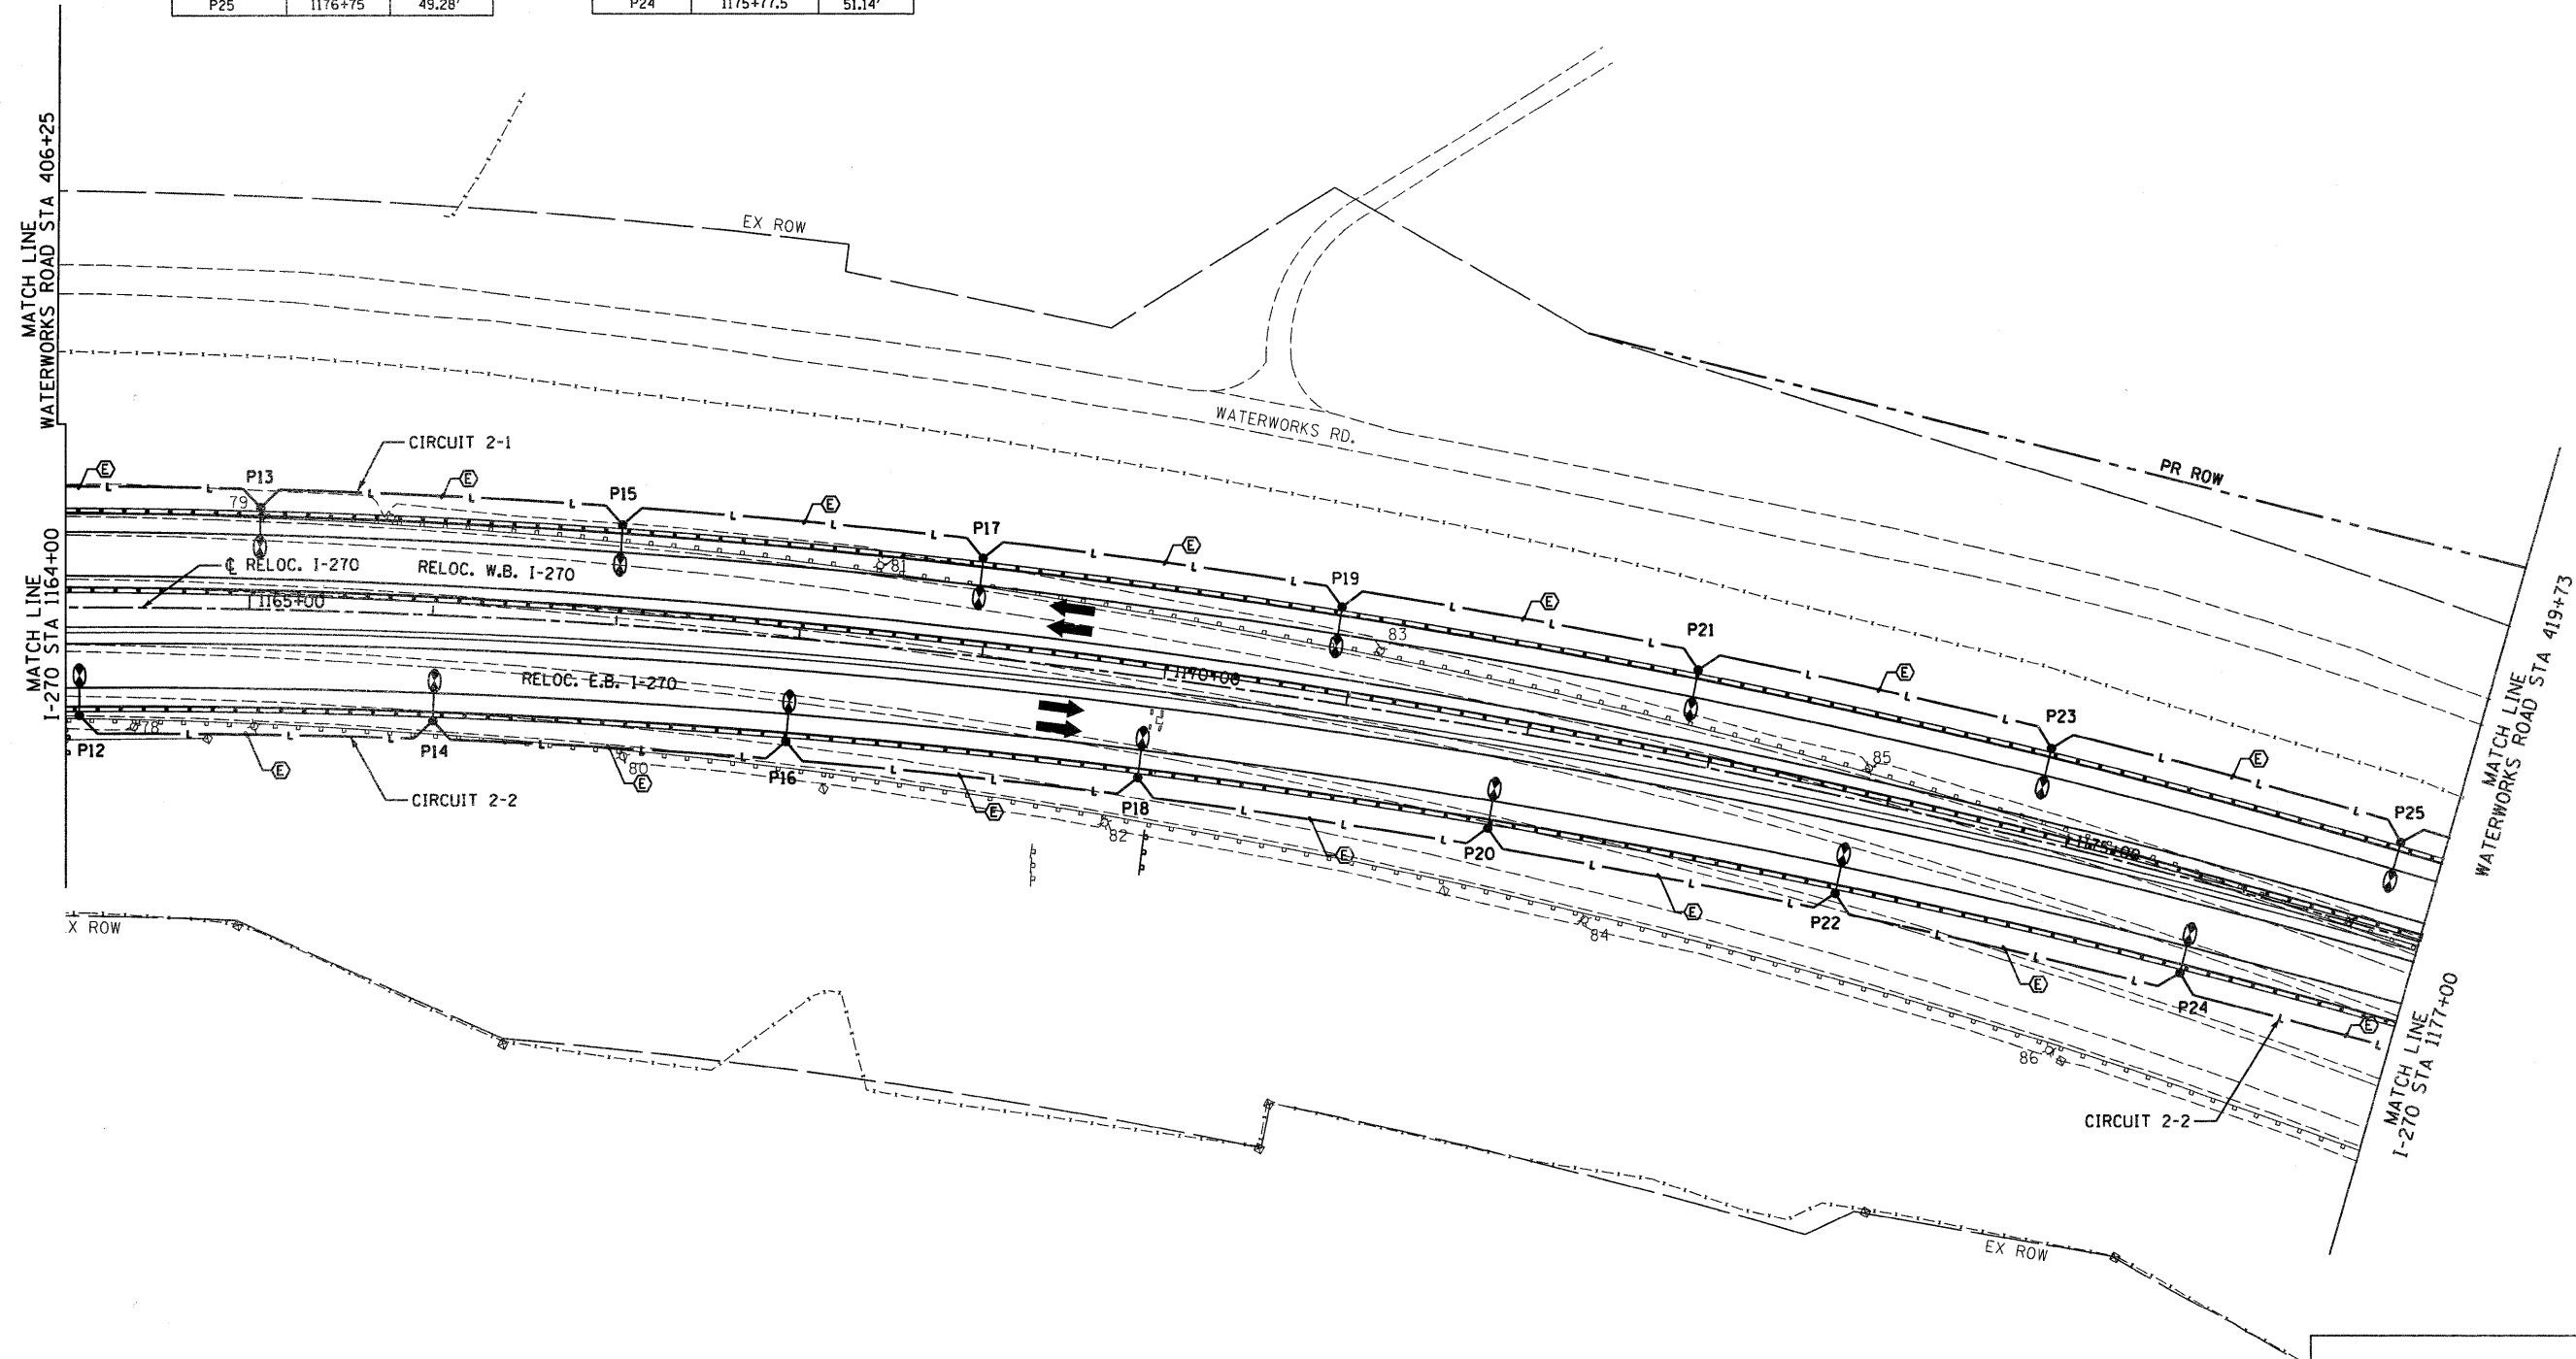 P25 1176+75 49.28'
P24 1175+77.5 51.14'
MATCH LINE
WATERWORKS ROAD STA 406+25
EX ROW
WATERWORKS RD.
PR ROW
CIRCUIT 2-1
E
E
E
E
E
E
E
P13
P15
P17
P19
P21
P23
P25
79
81
83
85
MATCH LINE
I-270 STA 1164+00
℄ RELOC. I-270
RELOC. W.B. I-270
1165+00
1170+00
1175+00
RELOC. E.B. I-270
P12
P14
P16
P18
P20
P22
P24
78
80
82
84
86
E
E
E
E
E
E
E
CIRCUIT 2-2
CIRCUIT 2-2
X ROW
EX ROW
MATCH LINE
WATERWORKS ROAD STA 419+73
MATCH LINE
I-270 STA 1177+00